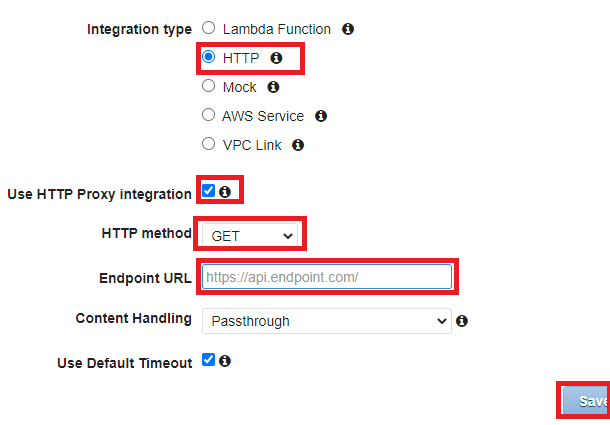 Integration type Lambda Function
HTTP
Mock
AWS Service
VPC Link
Use HTTP Proxy integration
HTTP method GET
Endpoint URL https://api.endpoint.com/
Content Handling Passthrough
Use Default Timeout
Save